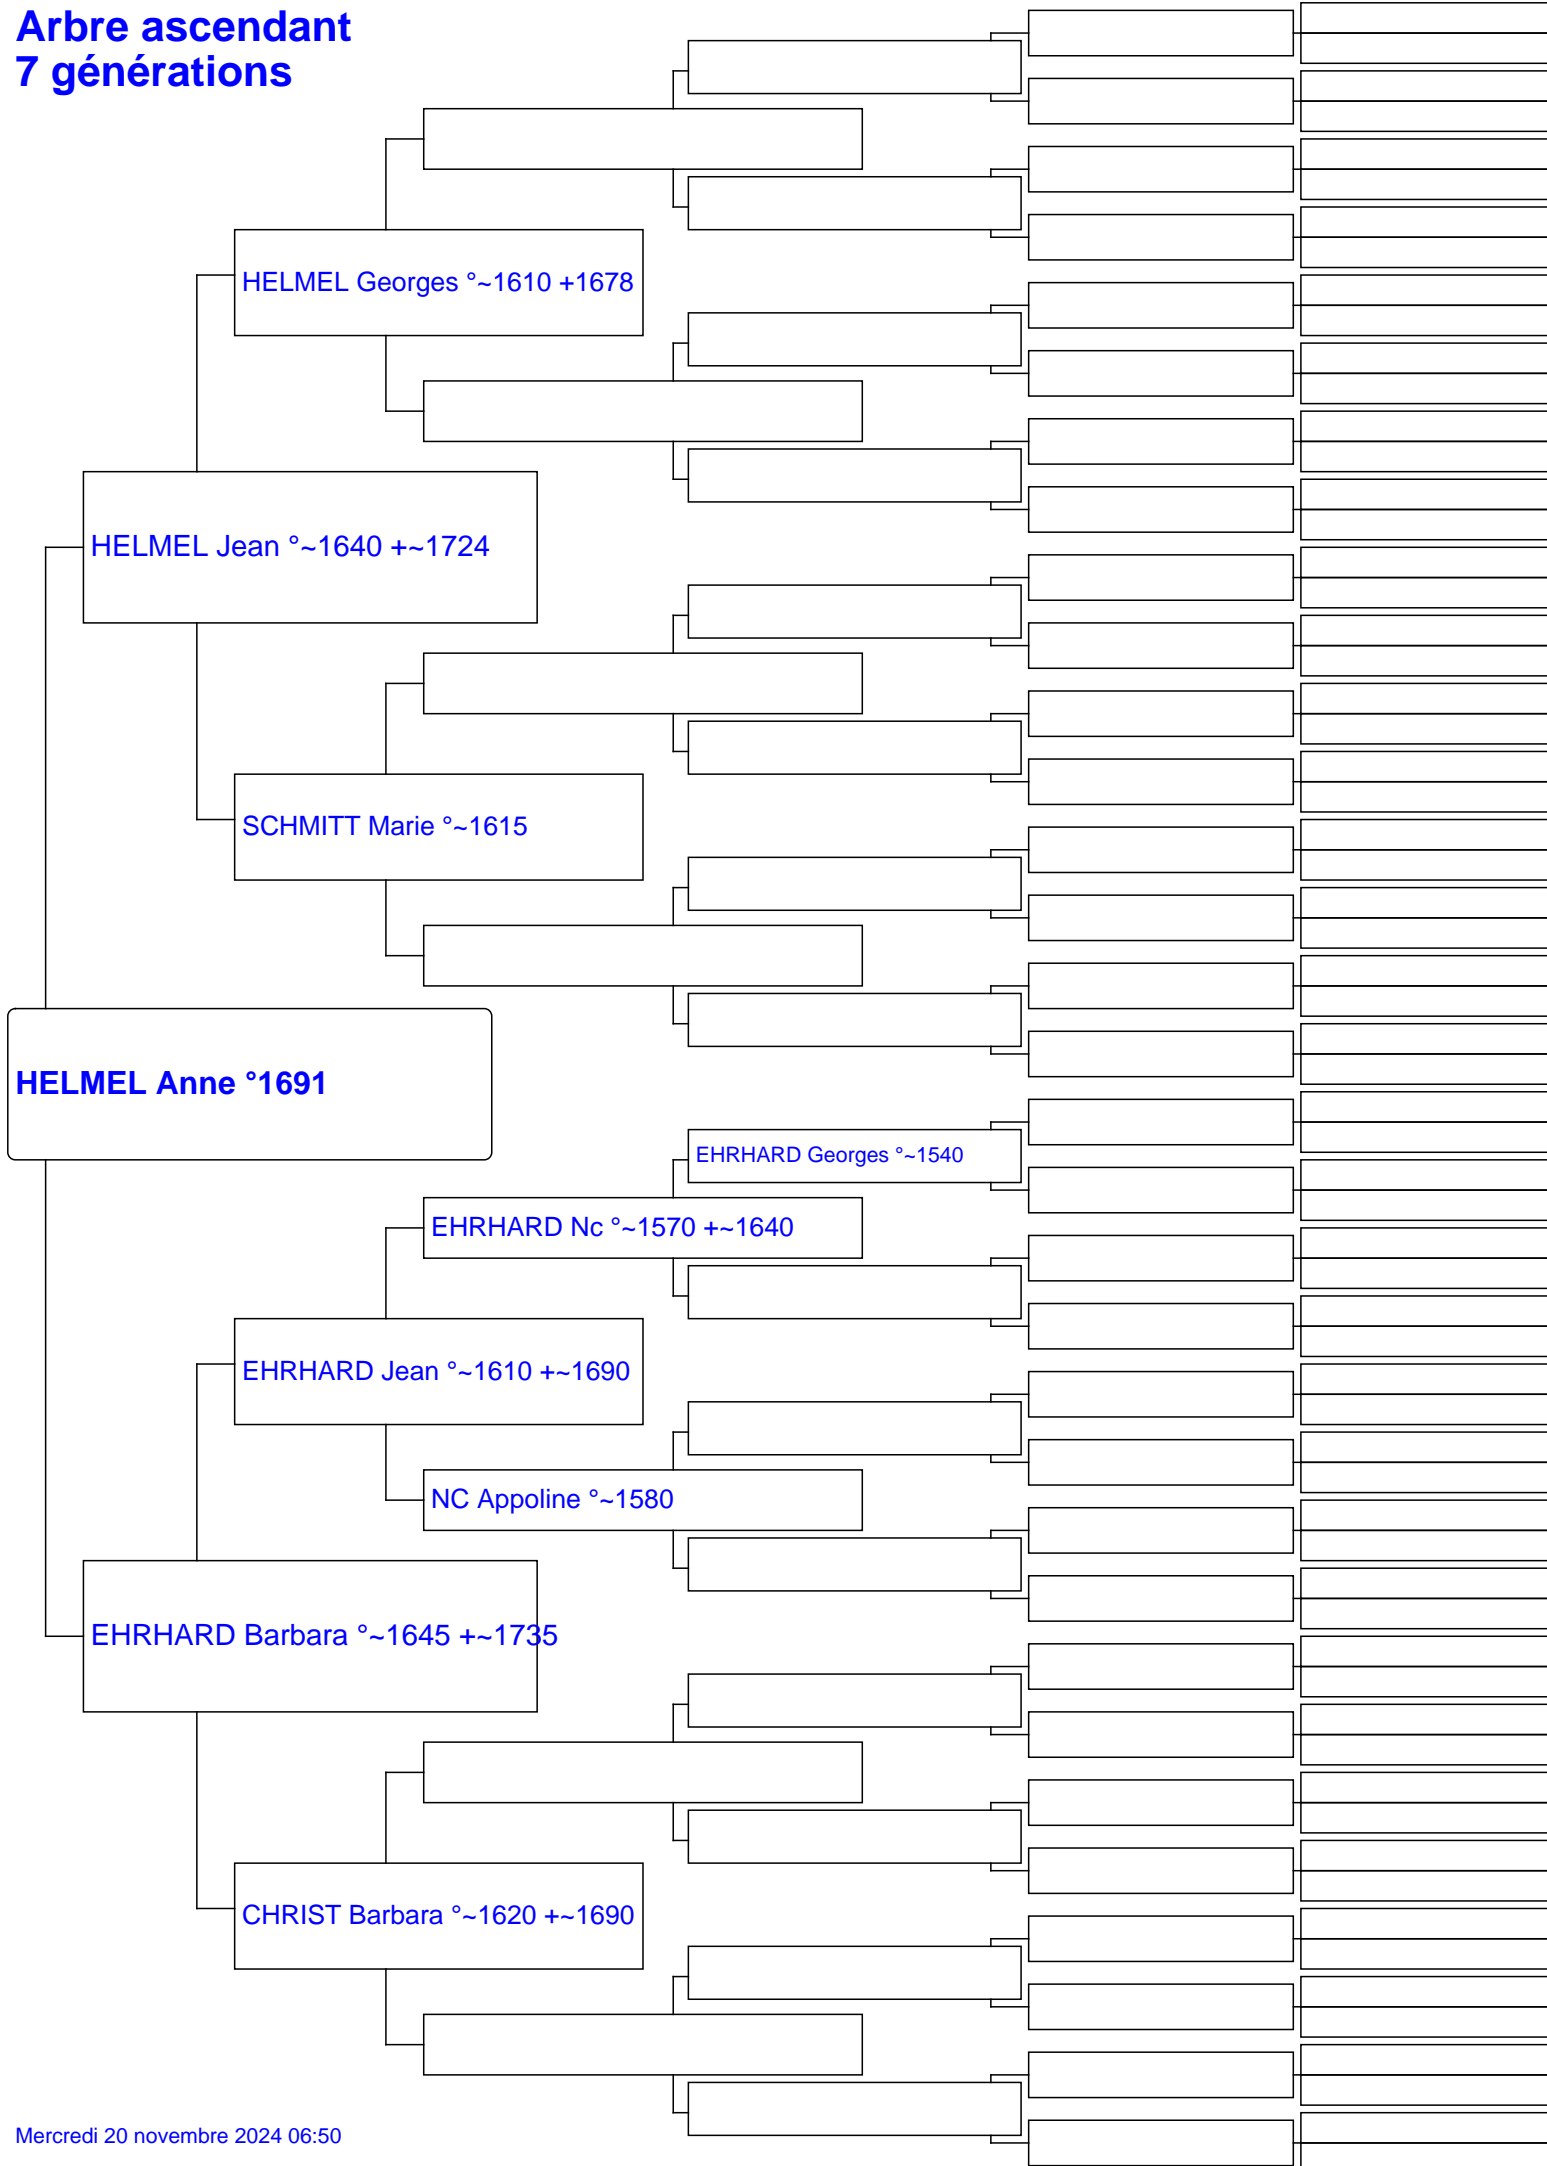 Arbre ascendant
7 générations
HELMEL Georges °~1610 +1678
HELMEL Jean °~1640 +~1724
SCHMITT Marie °~1615
HELMEL Anne °1691
EHRHARD Georges °~1540
EHRHARD Nc °~1570 +~1640
EHRHARD Jean °~1610 +~1690
NC Appoline °~1580
EHRHARD Barbara °~1645 +~1735
CHRIST Barbara °~1620 +~1690
Mercredi 20 novembre 2024 06:50